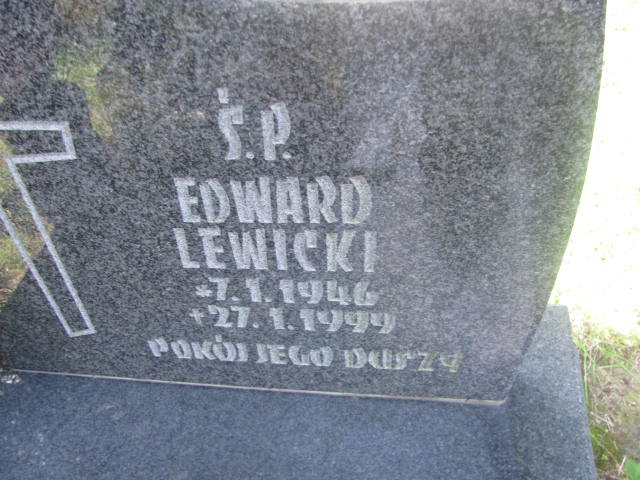 Ś.P.
EDWARD
LEWICKI
*7.1.1946
+27.1.1999
POKÓJ JEGO DUSZY